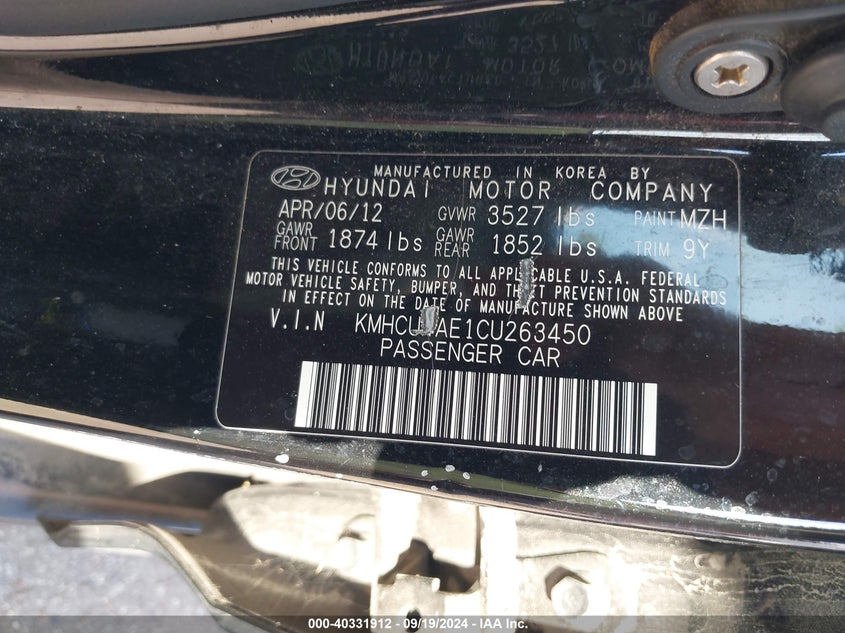 MANUFACTURED IN KOREA BY
HYUNDAI MOTOR COMPANY
APR/06/12 GVWR 3527 lbs PAINT MZH
GAWR FRONT 1874 lbs GAWR REAR 1852 lbs TRIM 9Y
THIS VEHICLE CONFORMS TO ALL APPLICABLE U.S.A. FEDERAL
MOTOR VEHICLE SAFETY, BUMPER, AND THEFT PREVENTION STANDARDS
IN EFFECT ON THE DATE OF MANUFACTURE SHOWN ABOVE.
V.I.N
PASSENGER CAR
000-40331912 - 09/19/2024 - IAA Inc.